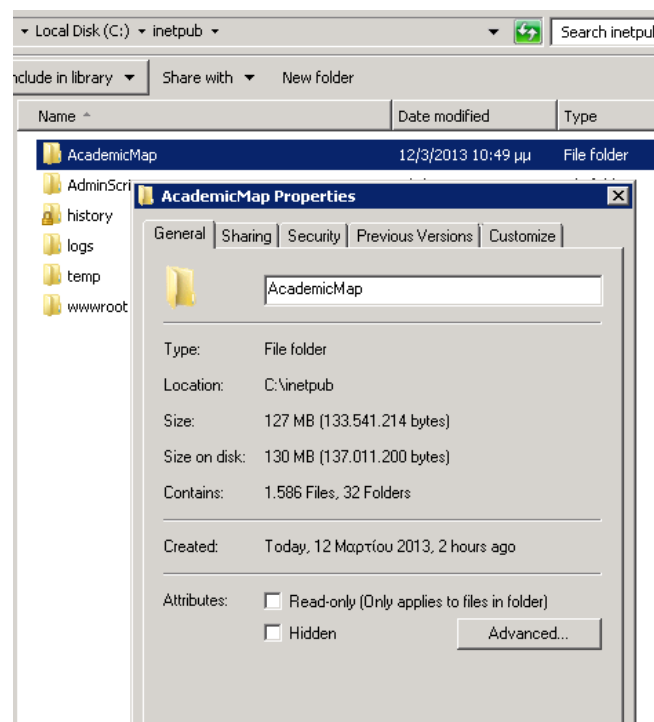 Local Disk (C:) inetpub Search inetpub
nclude in library Share with New folder
Name Date modified Type
AcademicMap 12/3/2013 10:49 μμ File folder
AdminScri
history
logs
temp
wwwroot
AcademicMap Properties
General Sharing Security Previous Versions Customize
AcademicMap
Type: File folder
Location: C:\inetpub
Size: 127 MB (133.541.214 bytes)
Size on disk: 130 MB (137.011.200 bytes)
Contains: 1.586 Files, 32 Folders
Created: Today, 12 Μαρτίου 2013, 2 hours ago
Attributes: Read-only (Only applies to files in folder)
Hidden Advanced...